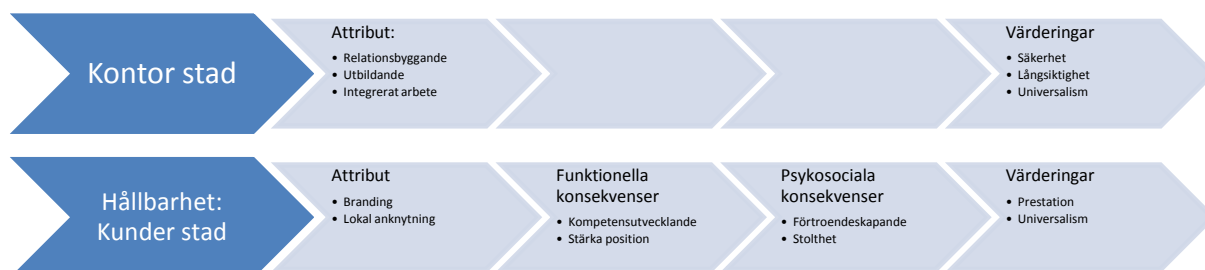 Kontor stad
Attribut:
• Relationsbyggande
• Utbildande
• Integrerat arbete
Värderingar
• Säkerhet
• Långsiktighet
• Universalism
Hållbarhet:
Kunder stad
Attribut
• Branding
• Lokal anknytning
Funktionella
konsekvenser
• Kompetensutvecklande
• Stärka position
Psykosociala
konsekvenser
• Förtroendeskapande
• Stolthet
Värderingar
• Prestation
• Universalism